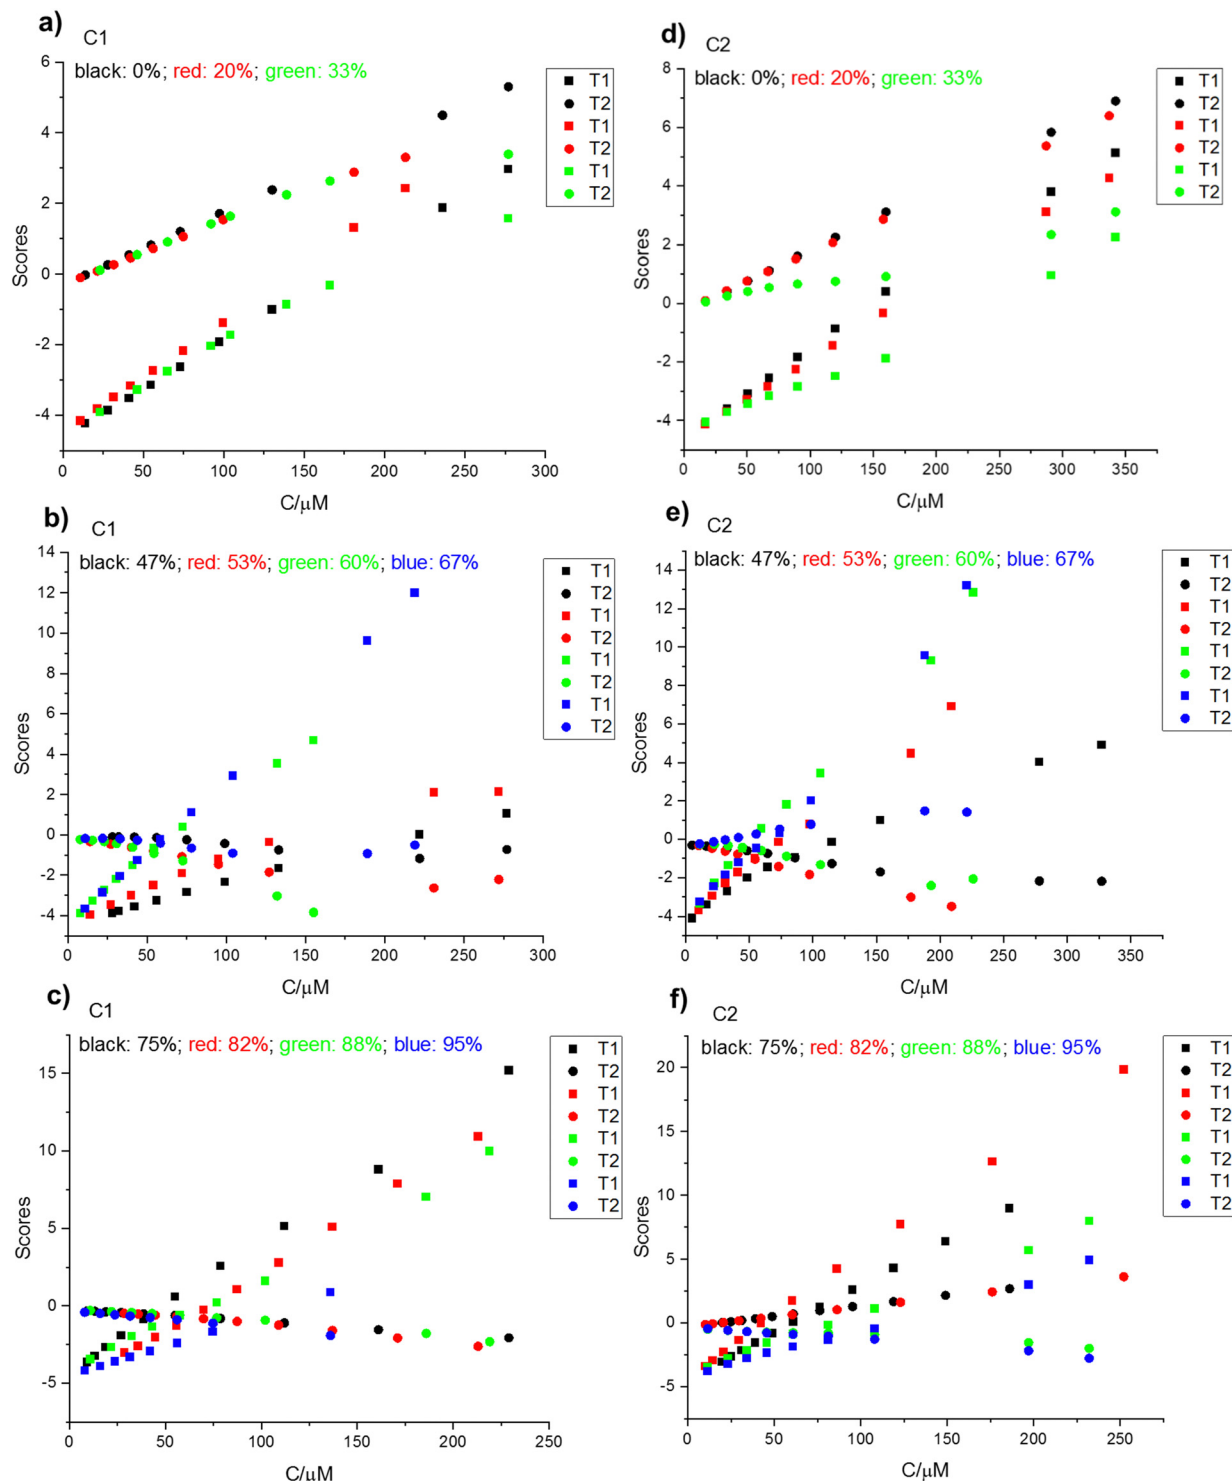 a)
C1
black: 0%; red: 20%; green: 33%
T1
T2
T1
T2
T1
T2
6
4
2
0
-2
-4
Scores
0 50 100 150 200 250 300
C/μM
d)
C2
black: 0%; red: 20%; green: 33%
T1
T2
T1
T2
T1
T2
8
6
4
2
0
-2
-4
Scores
0 50 100 150 200 250 300 350
C/μM
b)
C1
black: 47%; red: 53%; green: 60%; blue: 67%
T1
T2
T1
T2
T1
T2
T1
T2
14
12
10
8
6
4
2
0
-2
-4
Scores
0 50 100 150 200 250 300
C/μM
e)
C2
black: 47%; red: 53%; green: 60%; blue: 67%
T1
T2
T1
T2
T1
T2
T1
T2
14
12
10
8
6
4
2
0
-2
-4
Scores
0 50 100 150 200 250 300 350
C/μM
c)
C1
black: 75%; red: 82%; green: 88%; blue: 95%
T1
T2
T1
T2
T1
T2
T1
T2
15
10
5
0
-5
Scores
0 50 100 150 200 250
C/μM
f)
C2
black: 75%; red: 82%; green: 88%; blue: 95%
T1
T2
T1
T2
T1
T2
T1
T2
20
15
10
5
0
-5
Scores
0 50 100 150 200 250
C/μM